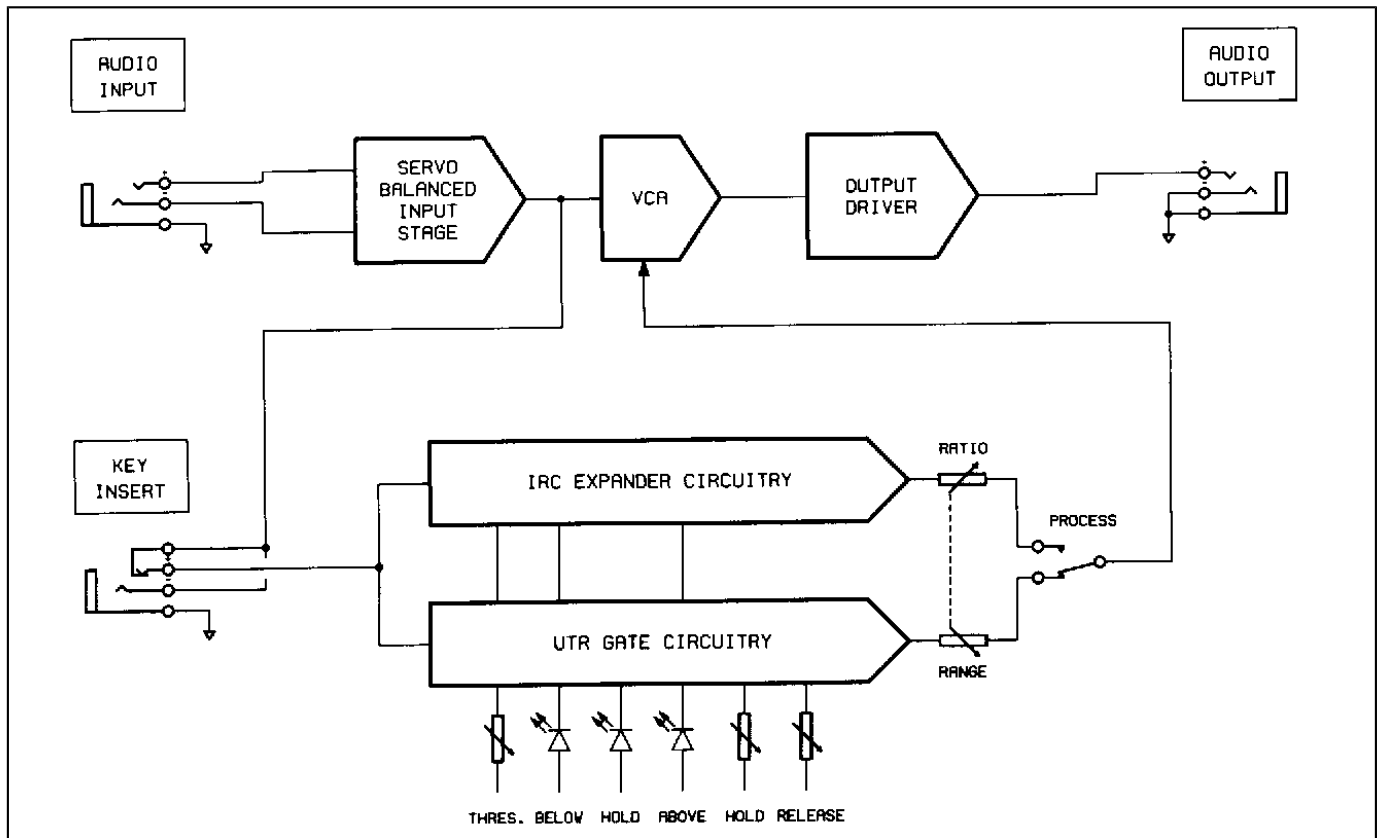 AUDIO
INPUT
AUDIO
OUTPUT
SERVO
BALANCED
INPUT
STAGE
VCA
OUTPUT
DRIVER
KEY
INSERT
IRC EXPANDER CIRCUITRY
RATIO
PROCESS
UTR GATE CIRCUITRY
RANGE
THRES. BELOW HOLD ABOVE HOLD RELEASE